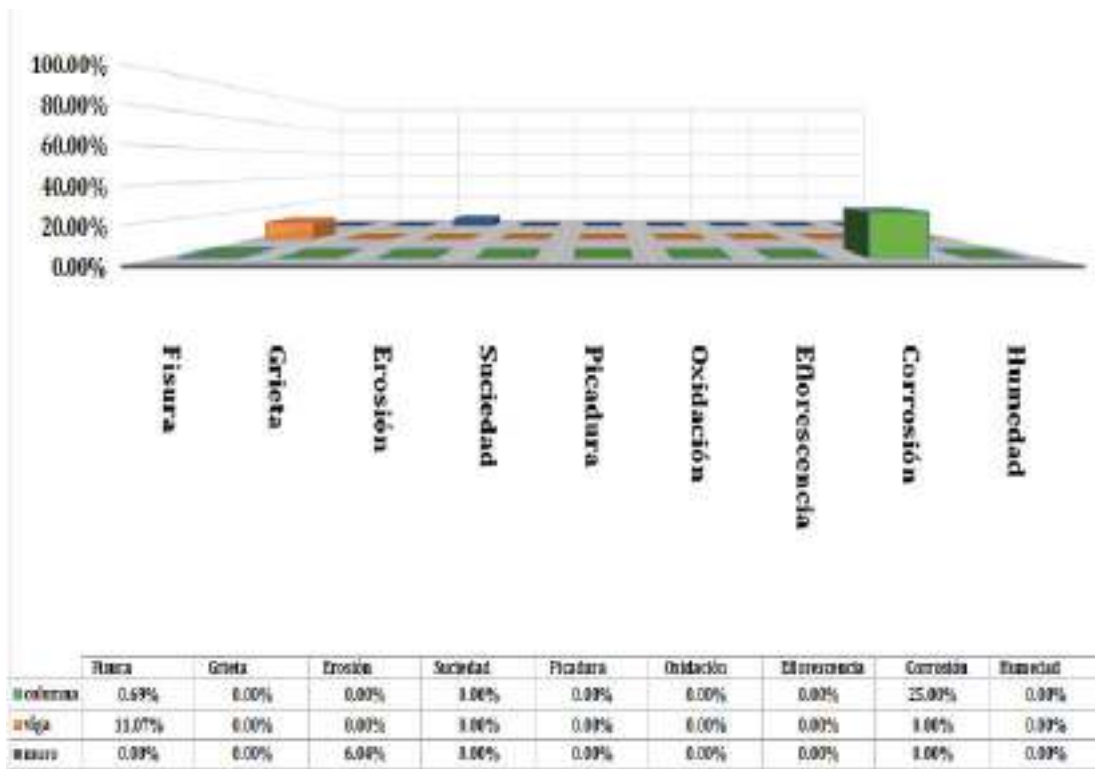 100.00%
80.00%
60.00%
40.00%
20.00%
0.00%
Fisura
Grieta
Erosión
Suciedad
Picadura
Oxidación
Eflorescencia
Corrosión
Humedad
Fisura Grieta Erosión Suciedad Picadura Oxidación Eflorescencia Corrosión Humedad
columna 0.69% 0.00% 0.00% 0.00% 0.00% 0.00% 0.00% 25.00% 0.00%
viga 0.00% 0.00% 0.00% 0.00% 0.00% 0.00% 0.00% 0.00%
muro 0.00% 0.00% 0.00% 0.00% 0.00% 0.00% 0.00% 0.00%